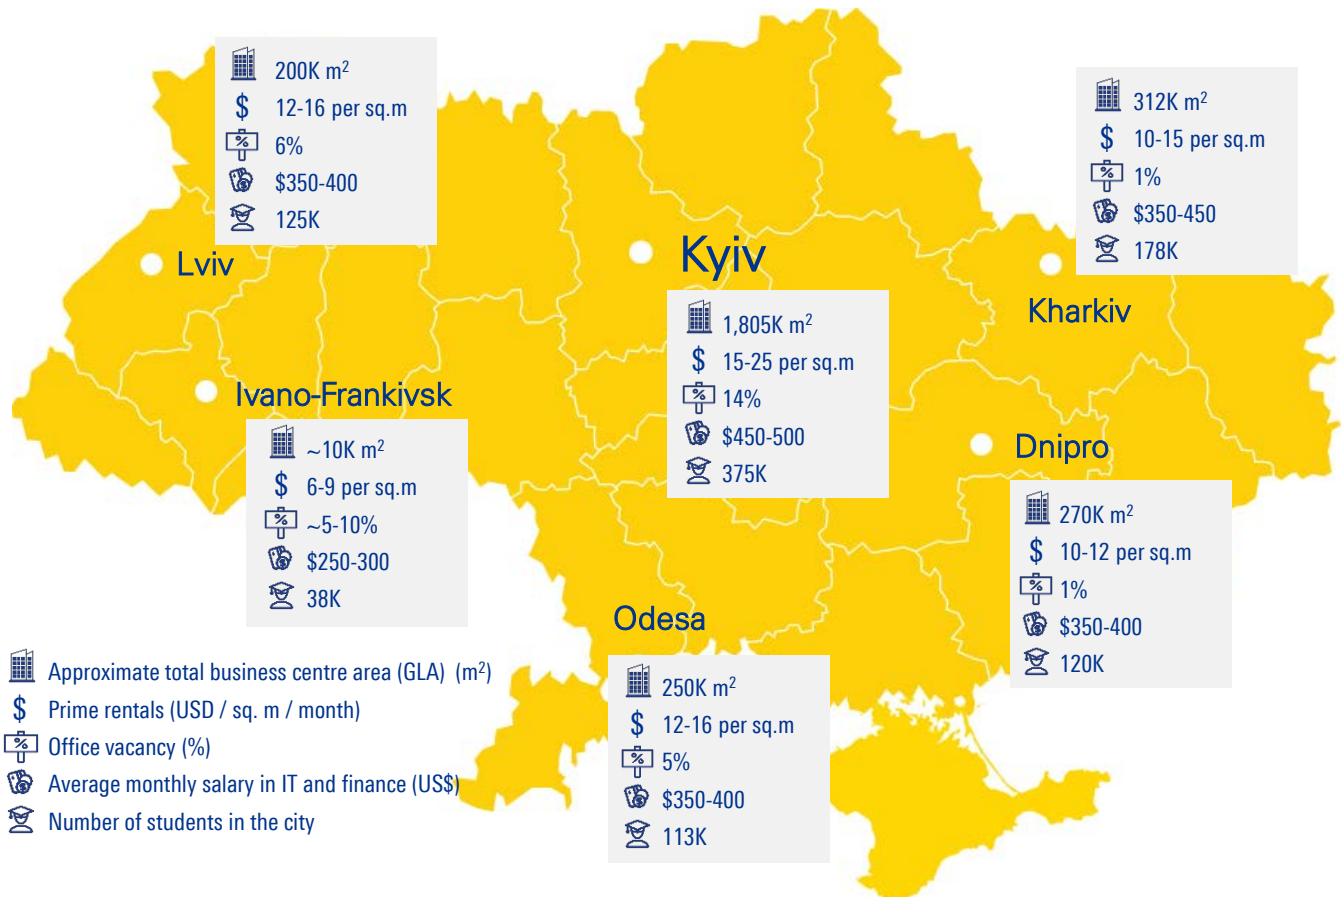 200K m²
12-16 per sq.m
6%
$350-400
125K
Lviv
312K m²
10-15 per sq.m
1%
$350-450
178K
Kharkiv
Kyiv
1,805K m²
15-25 per sq.m
14%
$450-500
375K
Ivano-Frankivsk
~10K m²
6-9 per sq.m
~5-10%
$250-300
38K
Dnipro
270K m²
10-12 per sq.m
1%
$350-400
120K
Odesa
250K m²
12-16 per sq.m
5%
$350-400
113K
Approximate total business centre area (GLA) (m²)
$ Prime rentals (USD / sq. m / month)
% Office vacancy (%)
Average monthly salary in IT and finance (US$)
Number of students in the city